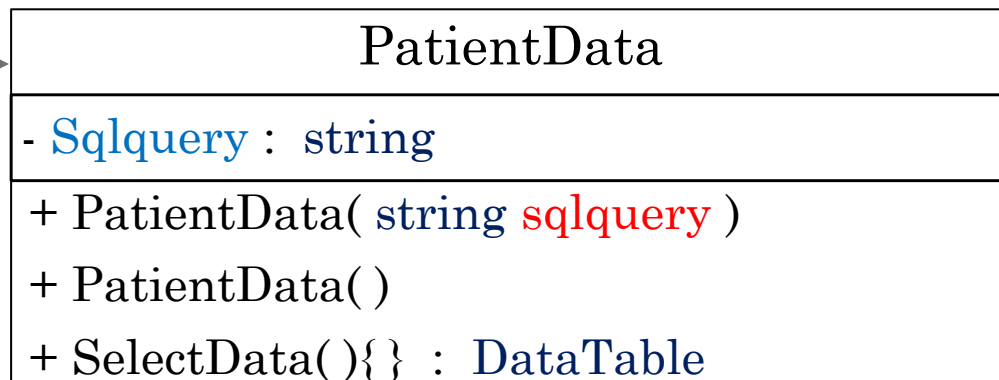 PatientData
- Sqlquery : string
+ PatientData( string sqlquery )
+ PatientData( )
+ SelectData( ){ } : DataTable